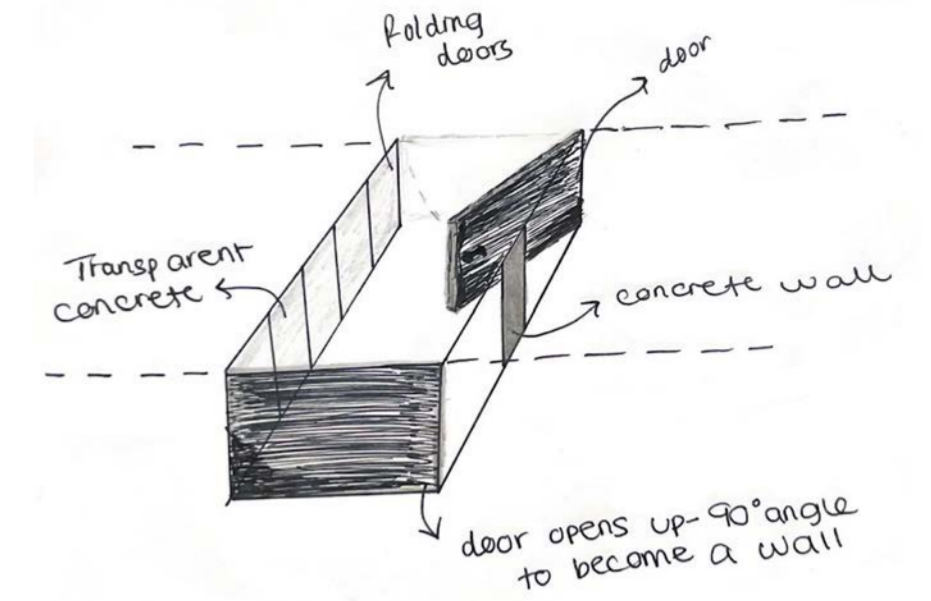 folding
doors
door
Transparent
concrete
concrete wall
door opens up- 90° angle
to become a wall